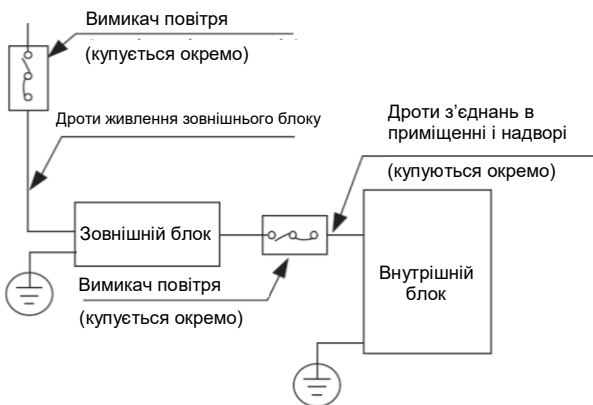 Вимикач повітря
(купується окремо)
Дроти живлення зовнішнього блоку
Дроти з’єднань в
приміщенні і надворі
(купуються окремо)
Зовнішній блок
Вимикач повітря
(купується окремо)
Внутрішній
блок